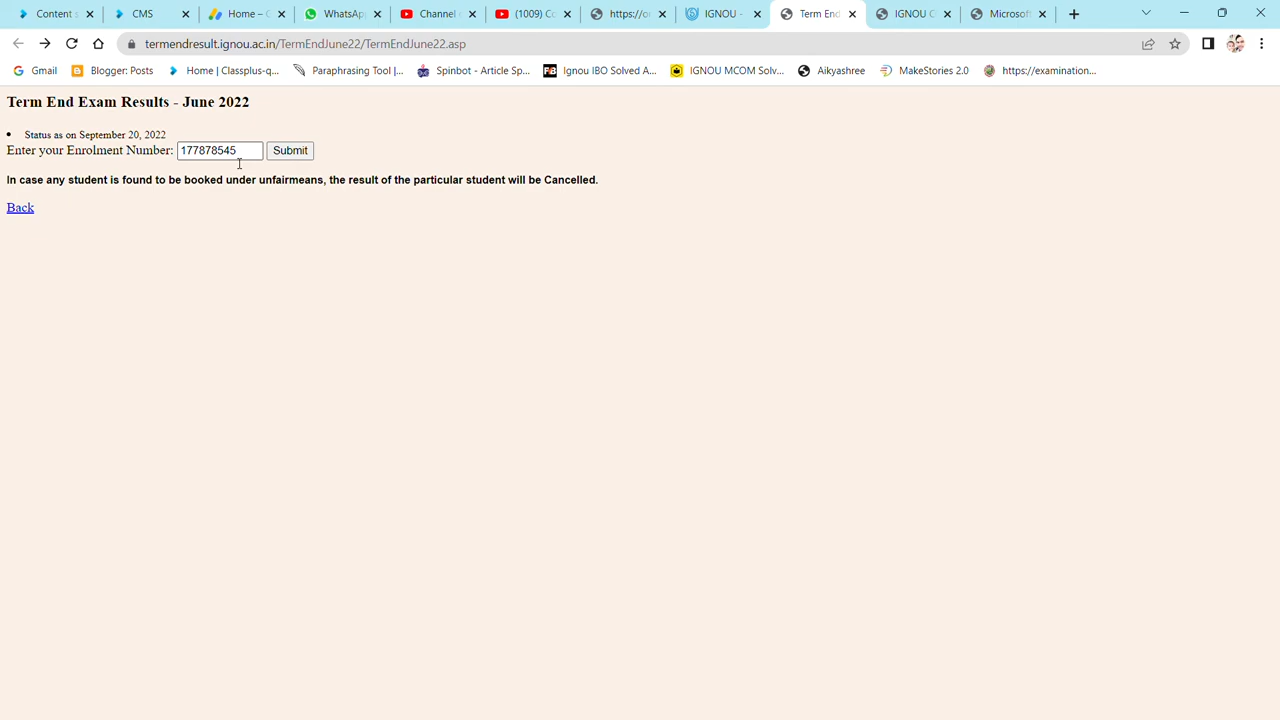 Content s
CMS
Home – G
WhatsApp
Channel
(1009) Co
https://o
IGNOU -
Term End
IGNOU C
Microsoft
termendresult.ignou.ac.in/TermEndJune22/TermEndJune22.asp
Gmail
Blogger: Posts
Home | Classplus-q...
Paraphrasing Tool |...
Spinbot - Article Sp...
Ignou IBO Solved A...
IGNOU MCOM Solv...
Aikyashree
MakeStories 2.0
https://examination...
Term End Exam Results - June 2022
Status as on September 20, 2022
Enter your Enrolment Number: 177878545 Submit
In case any student is found to be booked under unfairmeans, the result of the particular student will be Cancelled.
Back